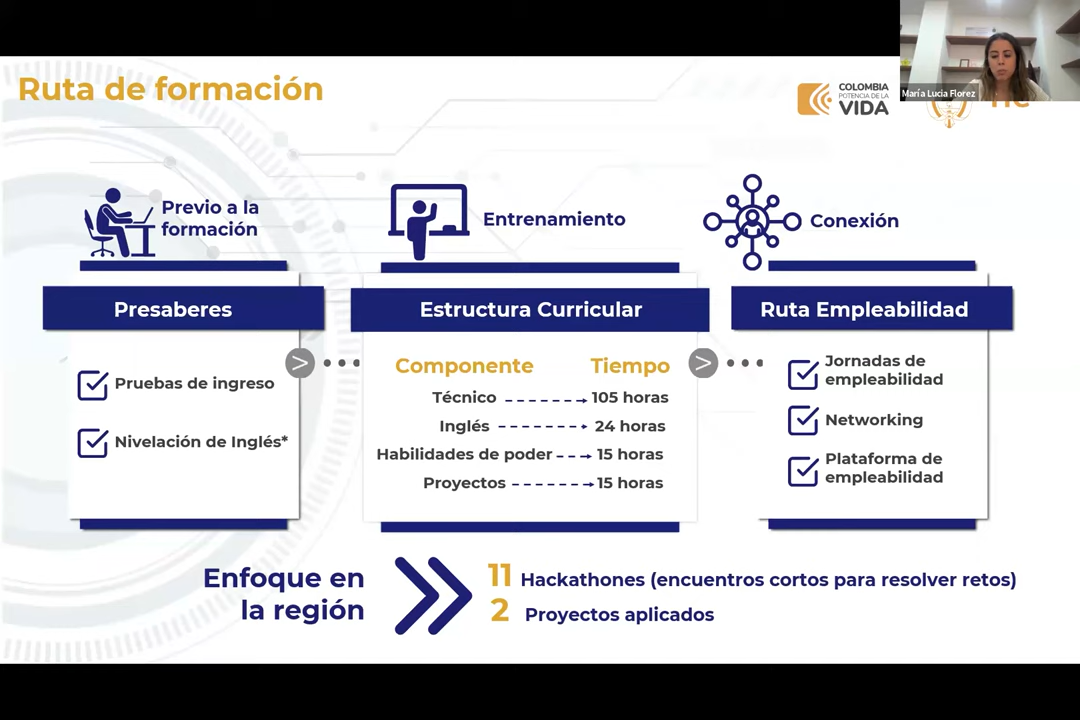 Ruta de formación
COLOMBIA
POTENCIA DE LA
VIDA
María Lucia Florez
Previo a la
formación
Entrenamiento
Conexión
Presaberes
Estructura Curricular
Ruta Empleabilidad
Pruebas de ingreso
Nivelación de Inglés*
> 
Componente Tiempo
Técnico 105 horas
Inglés 24 horas
Habilidades de poder 15 horas
Proyectos 15 horas
>
Jornadas de
empleabilidad
Networking
Plataforma de
empleabilidad
Enfoque en
la región
11 Hackathones (encuentros cortos para resolver retos)
2 Proyectos aplicados